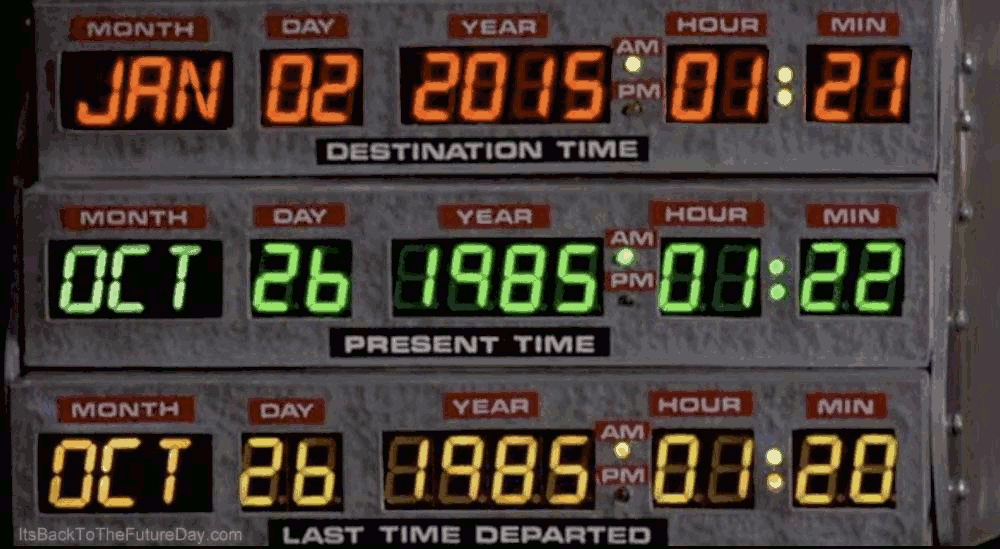 MONTH DAY YEAR HOUR MIN
JAN 02 2015 AM PM 01:21
DESTINATION TIME
MONTH DAY YEAR HOUR MIN
OCT 26 1985 AM PM 01:22
PRESENT TIME
MONTH DAY YEAR HOUR MIN
OCT 26 1985 AM PM 01:20
LAST TIME DEPARTED
ItsBackToTheFutureDay.com